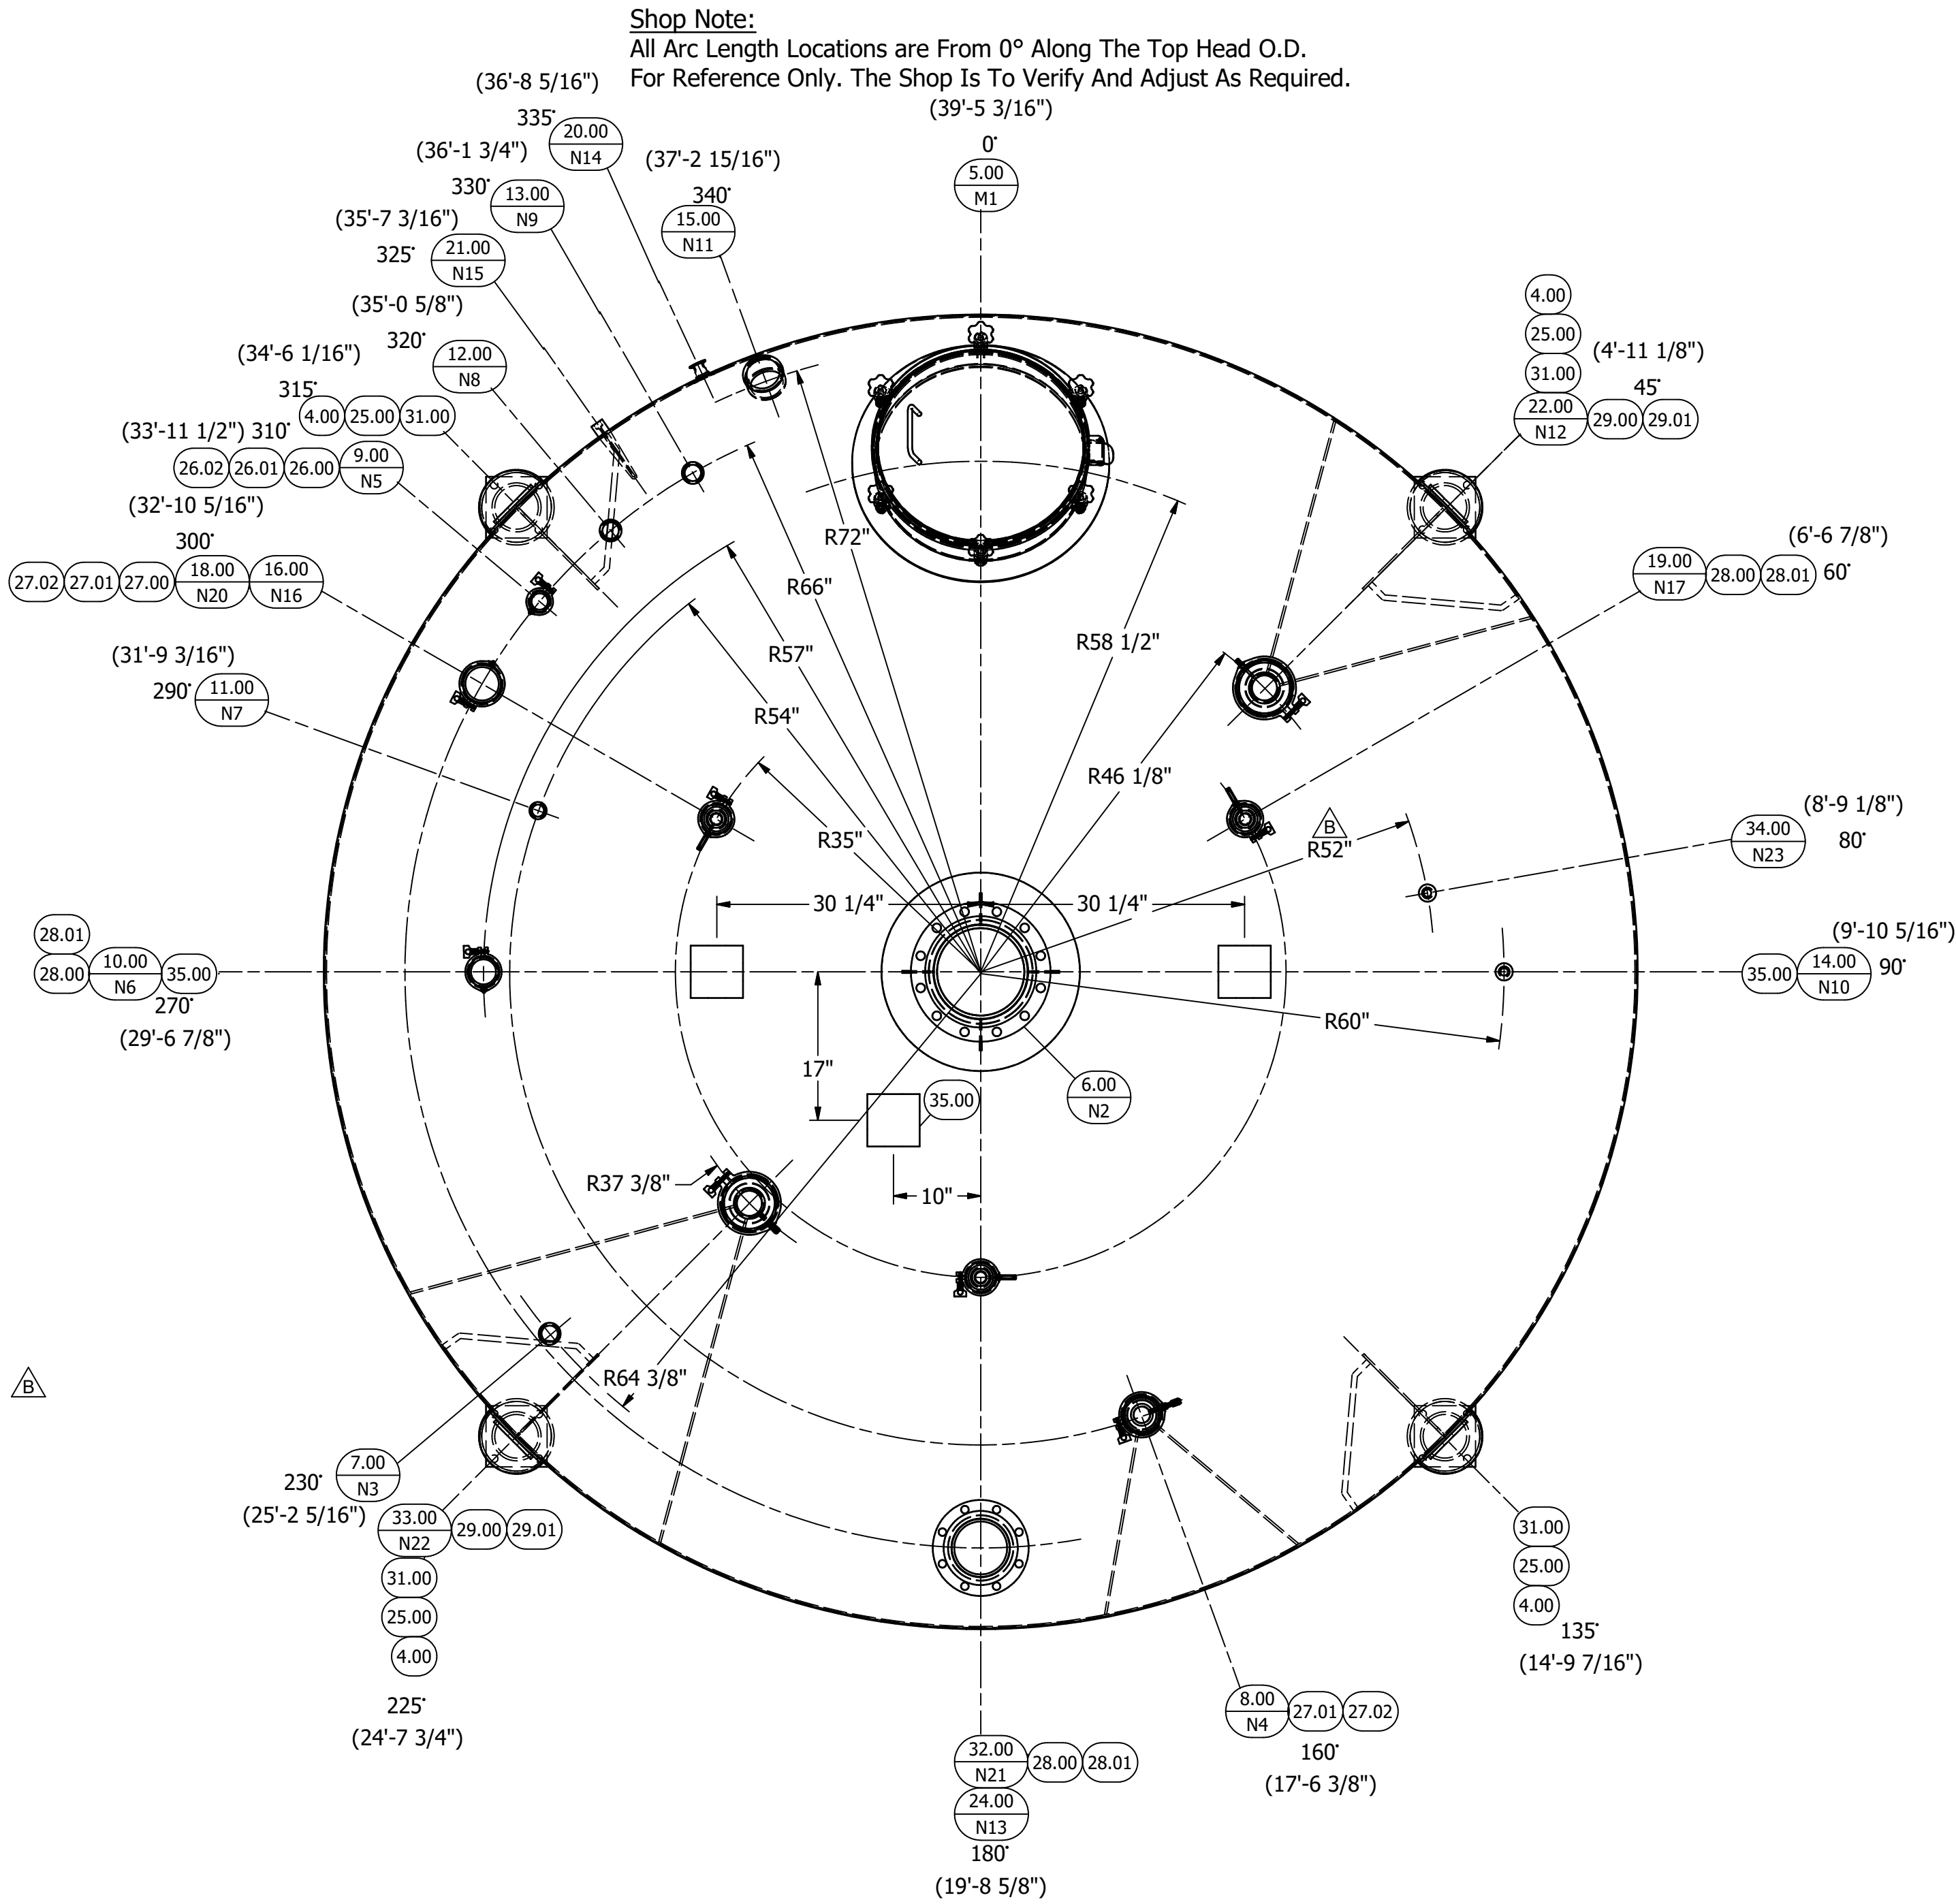 Shop Note:
All Arc Length Locations are From 0° Along The Top Head O.D.
For Reference Only. The Shop Is To Verify And Adjust As Required.
(39'-5 3/16")
0°
5.00
M1
(36'-8 5/16")
335°
20.00
N14
(37'-2 15/16")
340°
15.00
N11
(36'-1 3/4")
330°
13.00
N9
(35'-7 3/16")
325°
21.00
N15
(35'-0 5/8")
320°
12.00
N8
(34'-6 1/16")
315°
4.00 25.00 31.00
(33'-11 1/2") 310°
26.02 26.01 26.00 9.00
N5
(32'-10 5/16")
300°
27.02 27.01 27.00 18.00 16.00
N20 N16
(31'-9 3/16")
290°
11.00
N7
4.00
25.00
31.00
(4'-11 1/8")
45°
22.00 29.00 29.01
N12
(6'-6 7/8")
19.00 28.00 28.01 60°
N17
(8'-9 1/8")
34.00 80°
N23
(9'-10 5/16")
35.00 14.00 90°
N10
R72"
R66"
R57"
R54"
R35"
R58 1/2"
R46 1/8"
B
R52"
30 1/4" 30 1/4"
R60"
17"
35.00
6.00
N2
10"
R37 3/8"
R64 3/8"
28.01
28.00 10.00 35.00
N6
270°
(29'-6 7/8")
B
7.00
N3
230°
(25'-2 5/16")
33.00 29.00 29.01
N22
31.00
25.00
4.00
225°
(24'-7 3/4")
32.00 28.00 28.01
N21
24.00
N13
180°
(19'-8 5/8")
8.00 27.01 27.02
N4
160°
(17'-6 3/8")
31.00
25.00
4.00
135°
(14'-9 7/16")